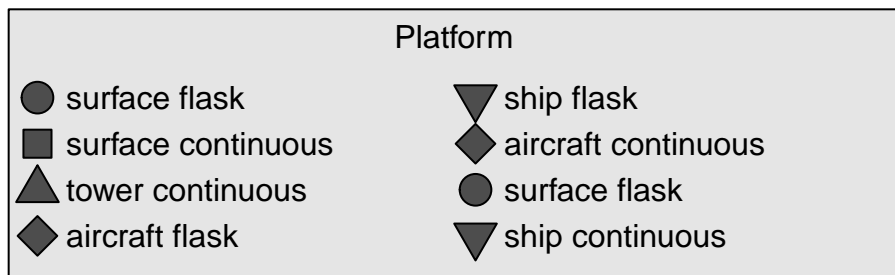 Platform
surface flask
surface continuous
tower continuous
aircraft flask
ship flask
aircraft continuous
surface flask
ship continuous